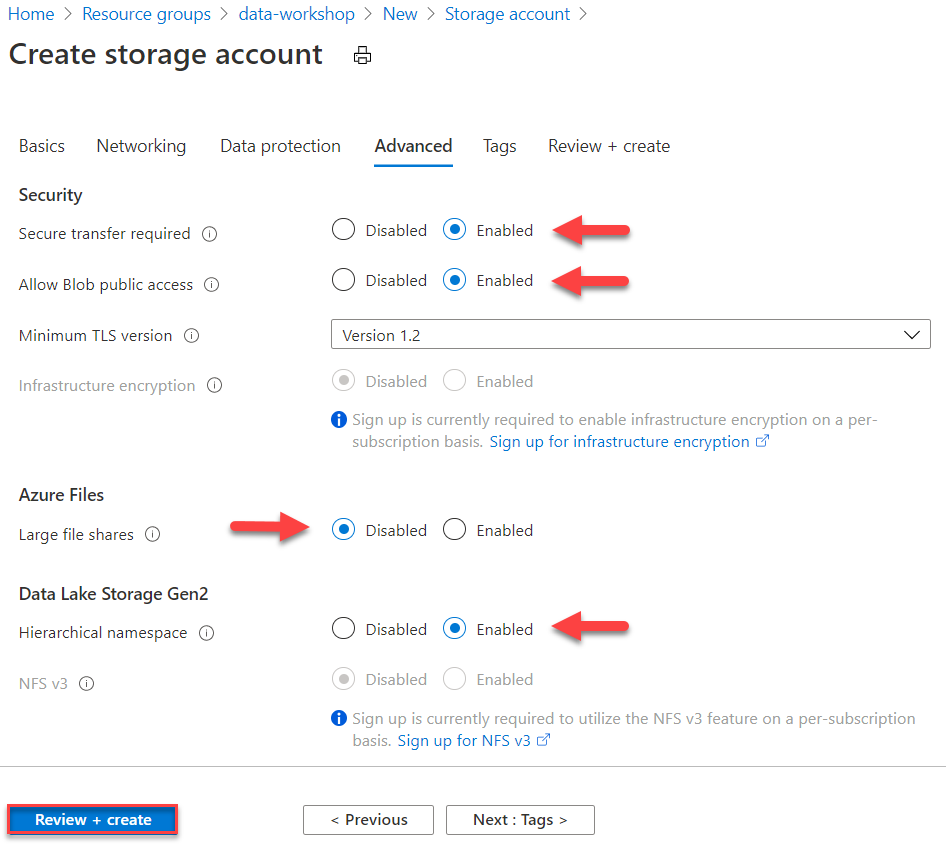 Home > Resource groups > data-workshop > New > Storage account >
Create storage account
Basics Networking Data protection Advanced Tags Review + create
Security
Secure transfer required Disabled Enabled
Allow Blob public access Disabled Enabled
Minimum TLS version Version 1.2
Infrastructure encryption Disabled Enabled
Sign up is currently required to enable infrastructure encryption on a per-
subscription basis. Sign up for infrastructure encryption
Azure Files
Large file shares Disabled Enabled
Data Lake Storage Gen2
Hierarchical namespace Disabled Enabled
NFS v3 Disabled Enabled
Sign up is currently required to utilize the NFS v3 feature on a per-subscription
basis. Sign up for NFS v3
Review + create < Previous Next : Tags >